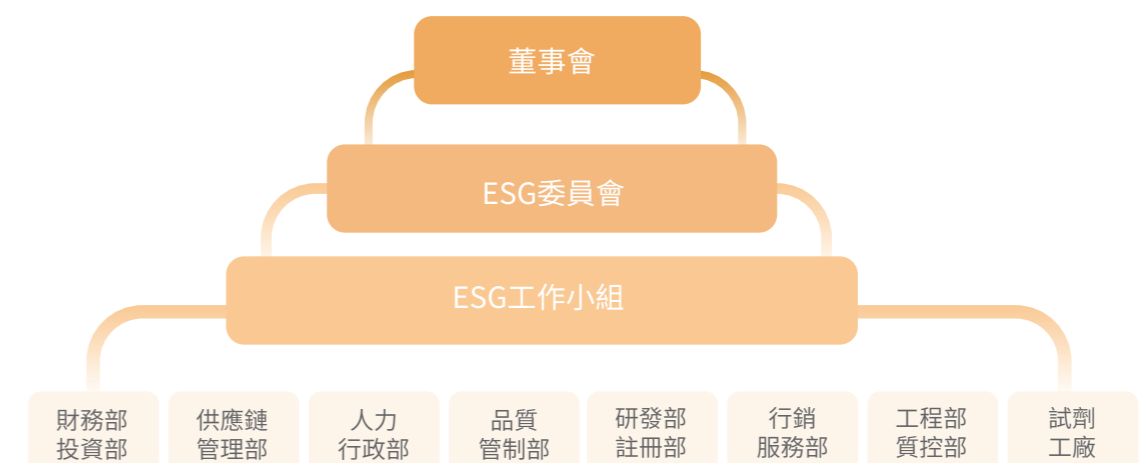 董事會
ESG委員會
ESG工作小組
財務部
投資部
供應鏈
管理部
人力
行政部
品質
管制部
研發部
註冊部
行銷
服務部
工程部
質控部
試劑
工廠